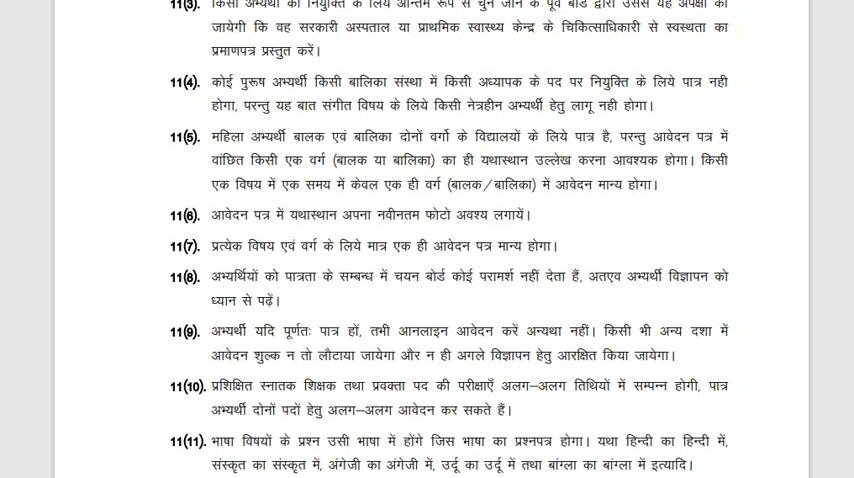 11(3). किसी अभ्यर्थी की नियुक्ति के लिये अन्तिम रूप से चुने जाने के पूर्व बोर्ड द्वारा उससे यह अपेक्षा की
जायेगी कि वह सरकारी अस्पताल या प्राथमिक स्वास्थ्य केन्द्र के चिकित्साधिकारी से स्वस्थता का
प्रमाणपत्र प्रस्तुत करें।
11(4). कोई पुरूष अभ्यर्थी किसी बालिका संस्था में किसी अध्यापक के पद पर नियुक्ति के लिये पात्र नही
होगा, परन्तु यह बात संगीत विषय के लिये किसी नेत्रहीन अभ्यर्थी हेतु लागू नही होगा।
11(5). महिला अभ्यर्थी बालक एवं बालिका दोनों वर्गो के विद्यालयों के लिये पात्र है, परन्तु आवेदन पत्र में
वांछित किसी एक वर्ग (बालक या बालिका) का ही यथास्थान उल्लेख करना आवश्यक होगा। किसी
एक विषय में एक समय में केवल एक ही वर्ग (बालक/बालिका) में आवेदन मान्य होगा।
11(6). आवेदन पत्र में यथास्थान अपना नवीनतम फोटो अवश्य लगायें।
11(7). प्रत्येक विषय एवं वर्ग के लिये मात्र एक ही आवेदन पत्र मान्य होगा।
11(8). अभ्यर्थियों को पात्रता के सम्बन्ध में चयन बोर्ड कोई परामर्श नहीं देता हैं, अतएव अभ्यर्थी विज्ञापन को
ध्यान से पढ़ें।
11(9). अभ्यर्थी यदि पूर्णतः पात्र हों, तभी आनलाइन आवेदन करें अन्यथा नहीं। किसी भी अन्य दशा में
आवेदन शुल्क न तो लौटाया जायेगा और न ही अगले विज्ञापन हेतु आरक्षित किया जायेगा।
11(10). प्रशिक्षित स्नातक शिक्षक तथा प्रवक्ता पद की परीक्षाएँ अलग–अलग तिथियों में सम्पन्न होगी, पात्र
अभ्यर्थी दोनों पदों हेतु अलग–अलग आवेदन कर सकते हैं।
11(11). भाषा विषयों के प्रश्न उसी भाषा में होंगे जिस भाषा का प्रश्नपत्र होगा। यथा हिन्दी का हिन्दी में,
संस्कृत का संस्कृत में, अंगेजी का अंगेजी में, उर्दू का उर्दू में तथा बांग्ला का बांग्ला में इत्यादि।